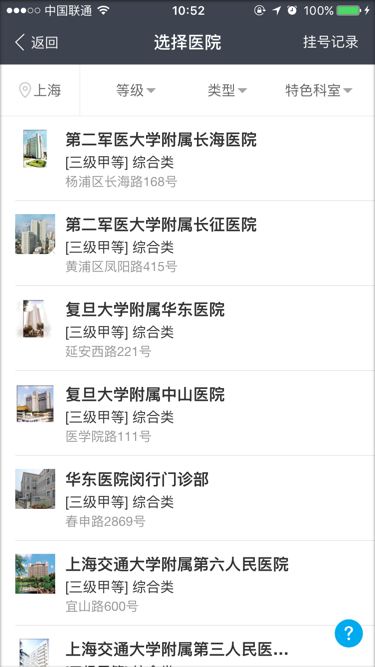 中国联通 10:52 100%
返回 选择医院 挂号记录
上海 等级 类型 特色科室
第二军医大学附属长海医院
[三级甲等] 综合类
杨浦区长海路168号
第二军医大学附属长征医院
[三级甲等] 综合类
黄浦区凤阳路415号
复旦大学附属华东医院
[三级甲等] 综合类
延安西路221号
复旦大学附属中山医院
[三级甲等] 综合类
医学院路111号
华东医院闵行门诊部
[三级甲等] 综合类
春申路2869号
上海交通大学附属第六人民医院
[三级甲等] 综合类
宜山路600号
?
上海交通大学附属第三人民医...